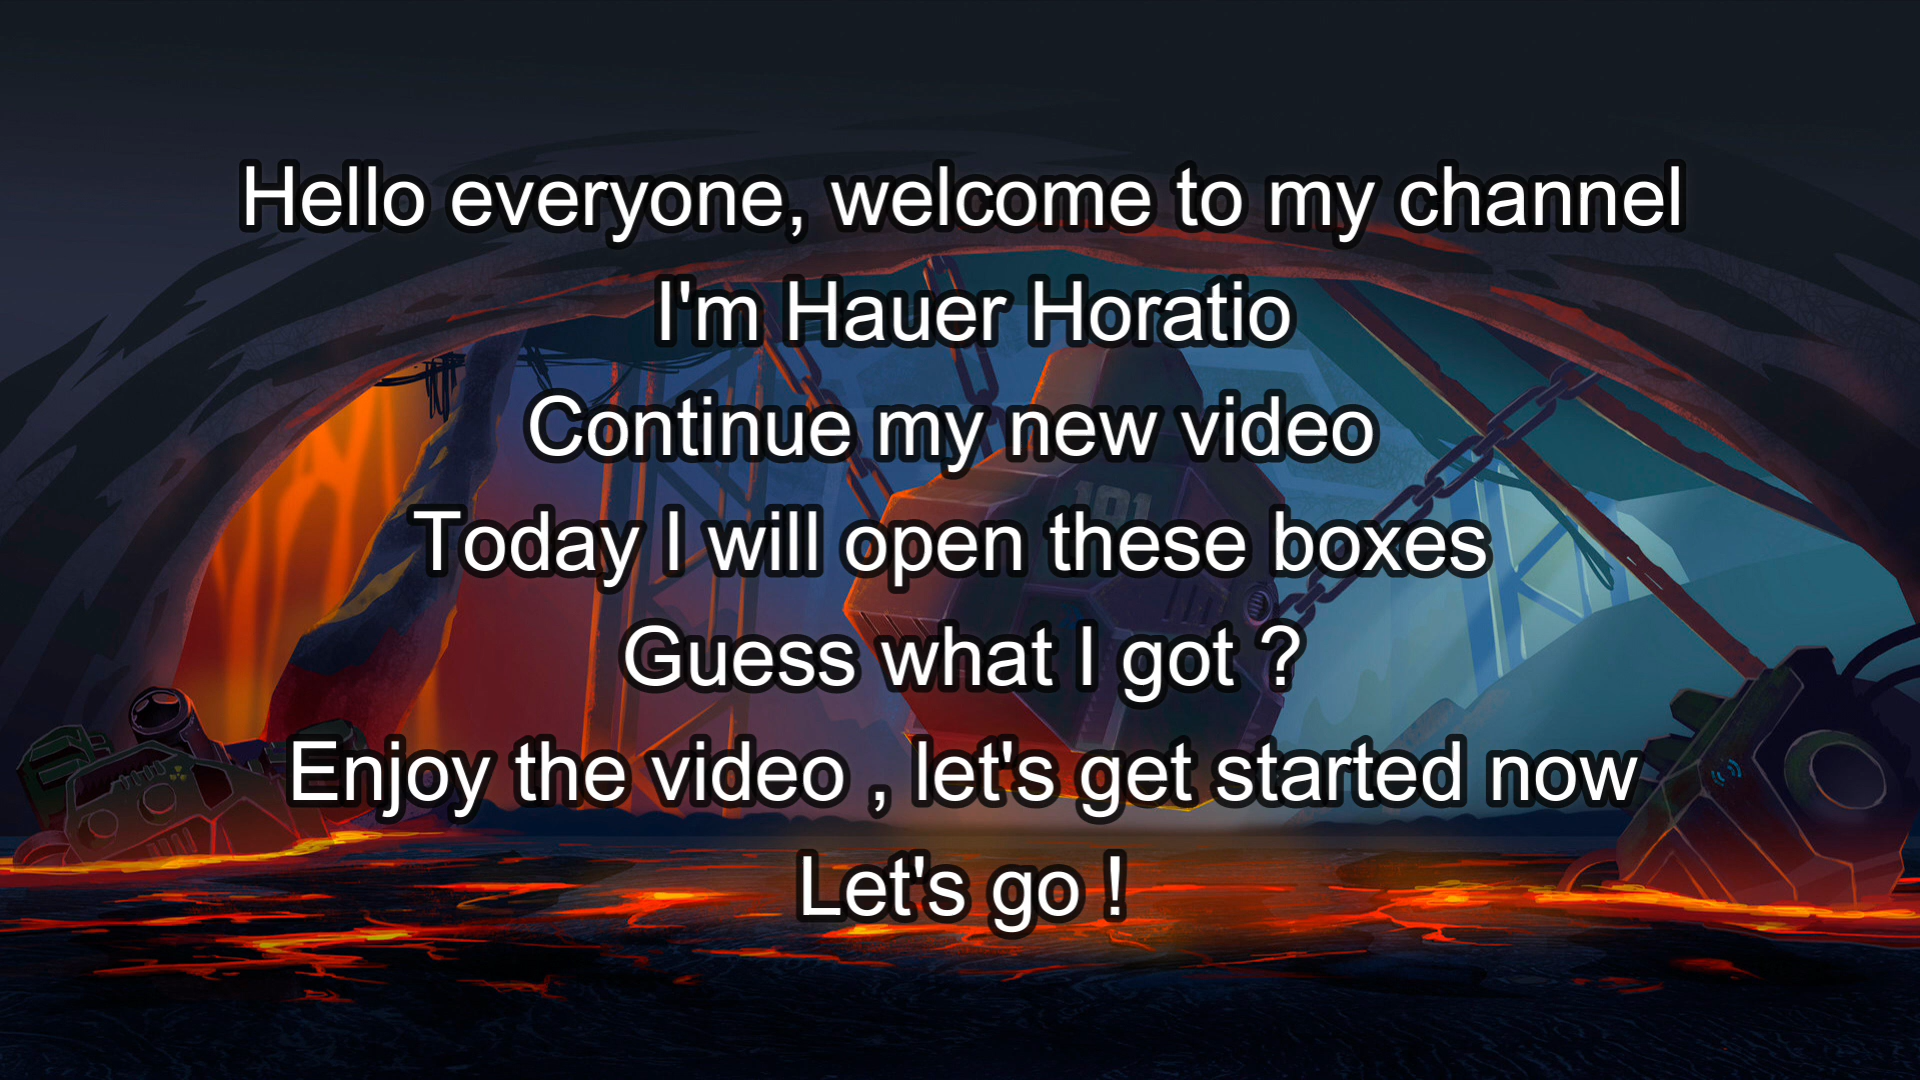 Hello everyone, welcome to my channel
I'm Hauer Horatio
Continue my new video
101
Today I will open these boxes
Guess what I got ?
Enjoy the video , let's get started now
Let's go !